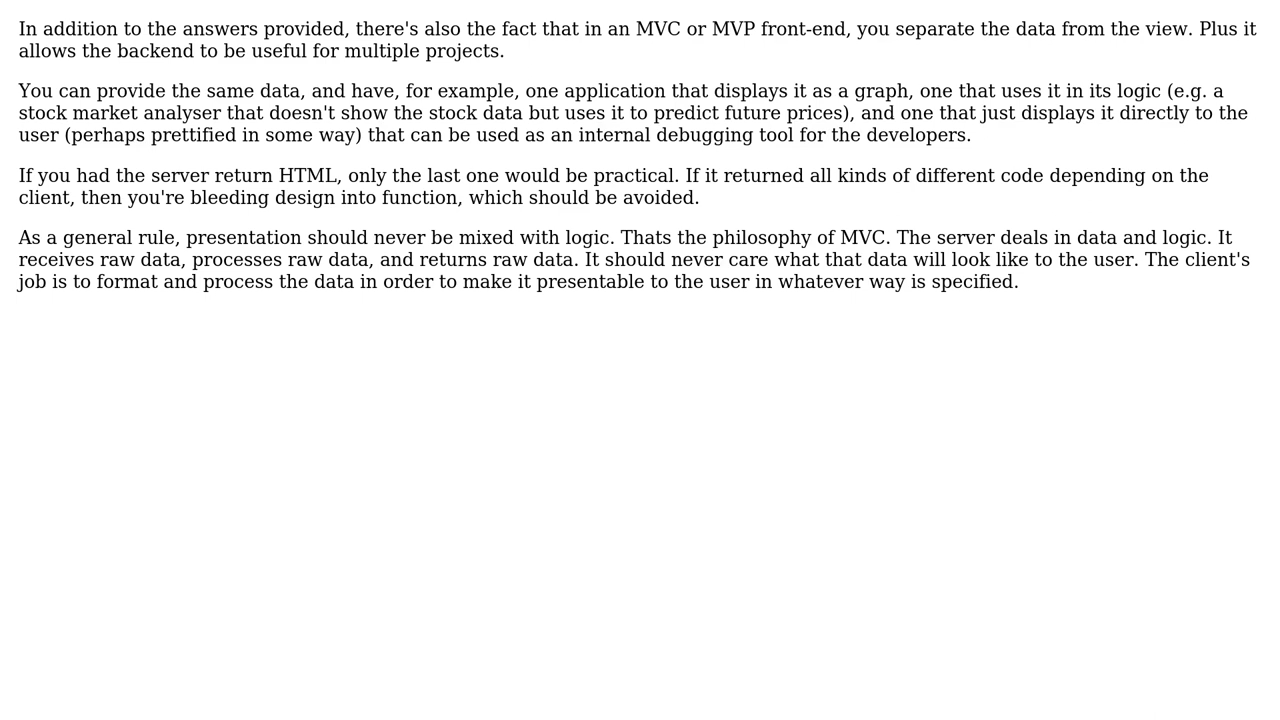 In addition to the answers provided, there's also the fact that in an MVC or MVP front-end, you separate the data from the view. Plus it
allows the backend to be useful for multiple projects.
You can provide the same data, and have, for example, one application that displays it as a graph, one that uses it in its logic (e.g. a
stock market analyser that doesn't show the stock data but uses it to predict future prices), and one that just displays it directly to the
user (perhaps prettified in some way) that can be used as an internal debugging tool for the developers.
If you had the server return HTML, only the last one would be practical. If it returned all kinds of different code depending on the
client, then you're bleeding design into function, which should be avoided.
As a general rule, presentation should never be mixed with logic. Thats the philosophy of MVC. The server deals in data and logic. It
receives raw data, processes raw data, and returns raw data. It should never care what that data will look like to the user. The client's
job is to format and process the data in order to make it presentable to the user in whatever way is specified.